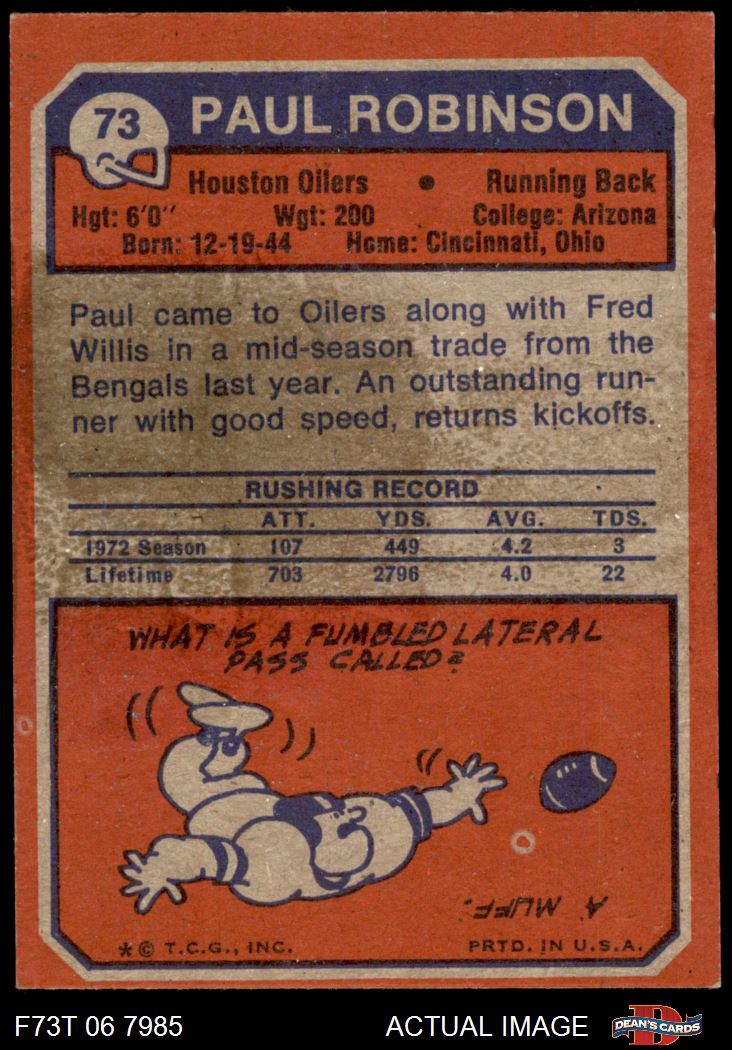 73
PAUL ROBINSON
Houston Oilers • Running Back
Hgt: 6'0" Wgt: 200 College: Arizona
Born: 12-19-44 Home: Cincinnati, Ohio
Paul came to Oilers along with Fred
Willis in a mid-season trade from the
Bengals last year. An outstanding run-
ner with good speed, returns kickoffs.
RUSHING RECORD
ATT. YDS. AVG. TDS.
1972 Season 107 449 4.2 3
Lifetime 703 2796 4.0 22
WHAT IS A FUMBLED LATERAL
PASS CALLED?
A MUFF.
* © T.C.G., INC. PRTD. IN U.S.A.
F73T 06 7985 ACTUAL IMAGE DEAN'S CARDS